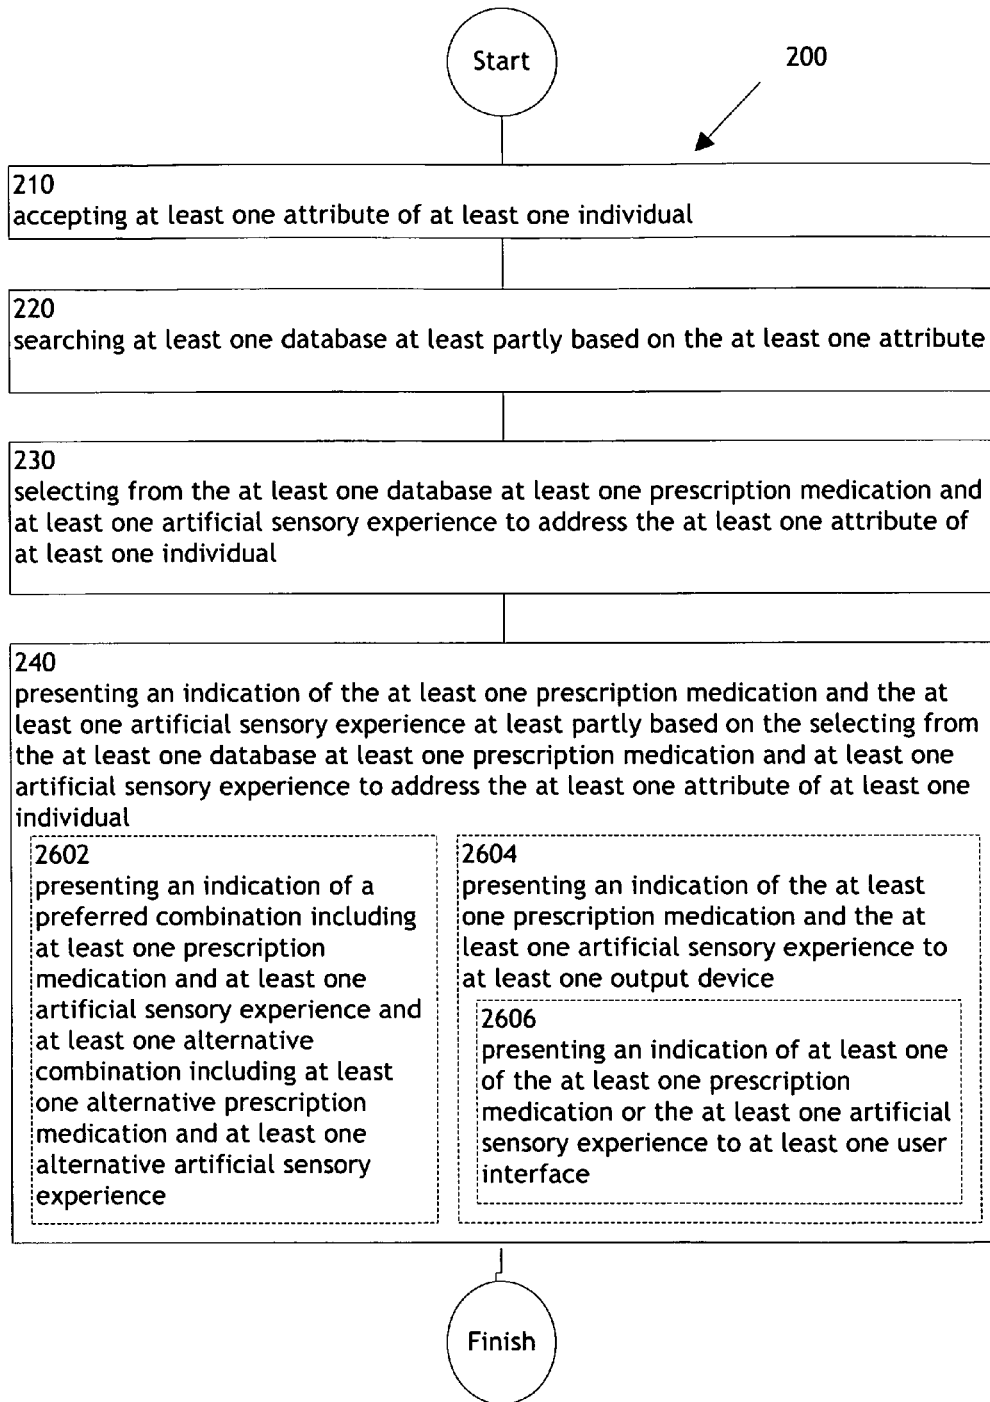 Start
200
210
accepting at least one attribute of at least one individual
220
searching at least one database at least partly based on the at least one attribute
230
selecting from the at least one database at least one prescription medication and
at least one artificial sensory experience to address the at least one attribute of
at least one individual
240
presenting an indication of the at least one prescription medication and the at
least one artificial sensory experience at least partly based on the selecting from
the at least one database at least one prescription medication and at least one
artificial sensory experience to address the at least one attribute of at least one
individual
2602
presenting an indication of a
preferred combination including
at least one prescription
medication and at least one
artificial sensory experience and
at least one alternative
combination including at least
one alternative prescription
medication and at least one
alternative artificial sensory
experience
2604
presenting an indication of the at least
one prescription medication and the at
least one artificial sensory experience to
at least one output device
2606
presenting an indication of at least one
of the at least one prescription
medication or the at least one artificial
sensory experience to at least one user
interface
Finish